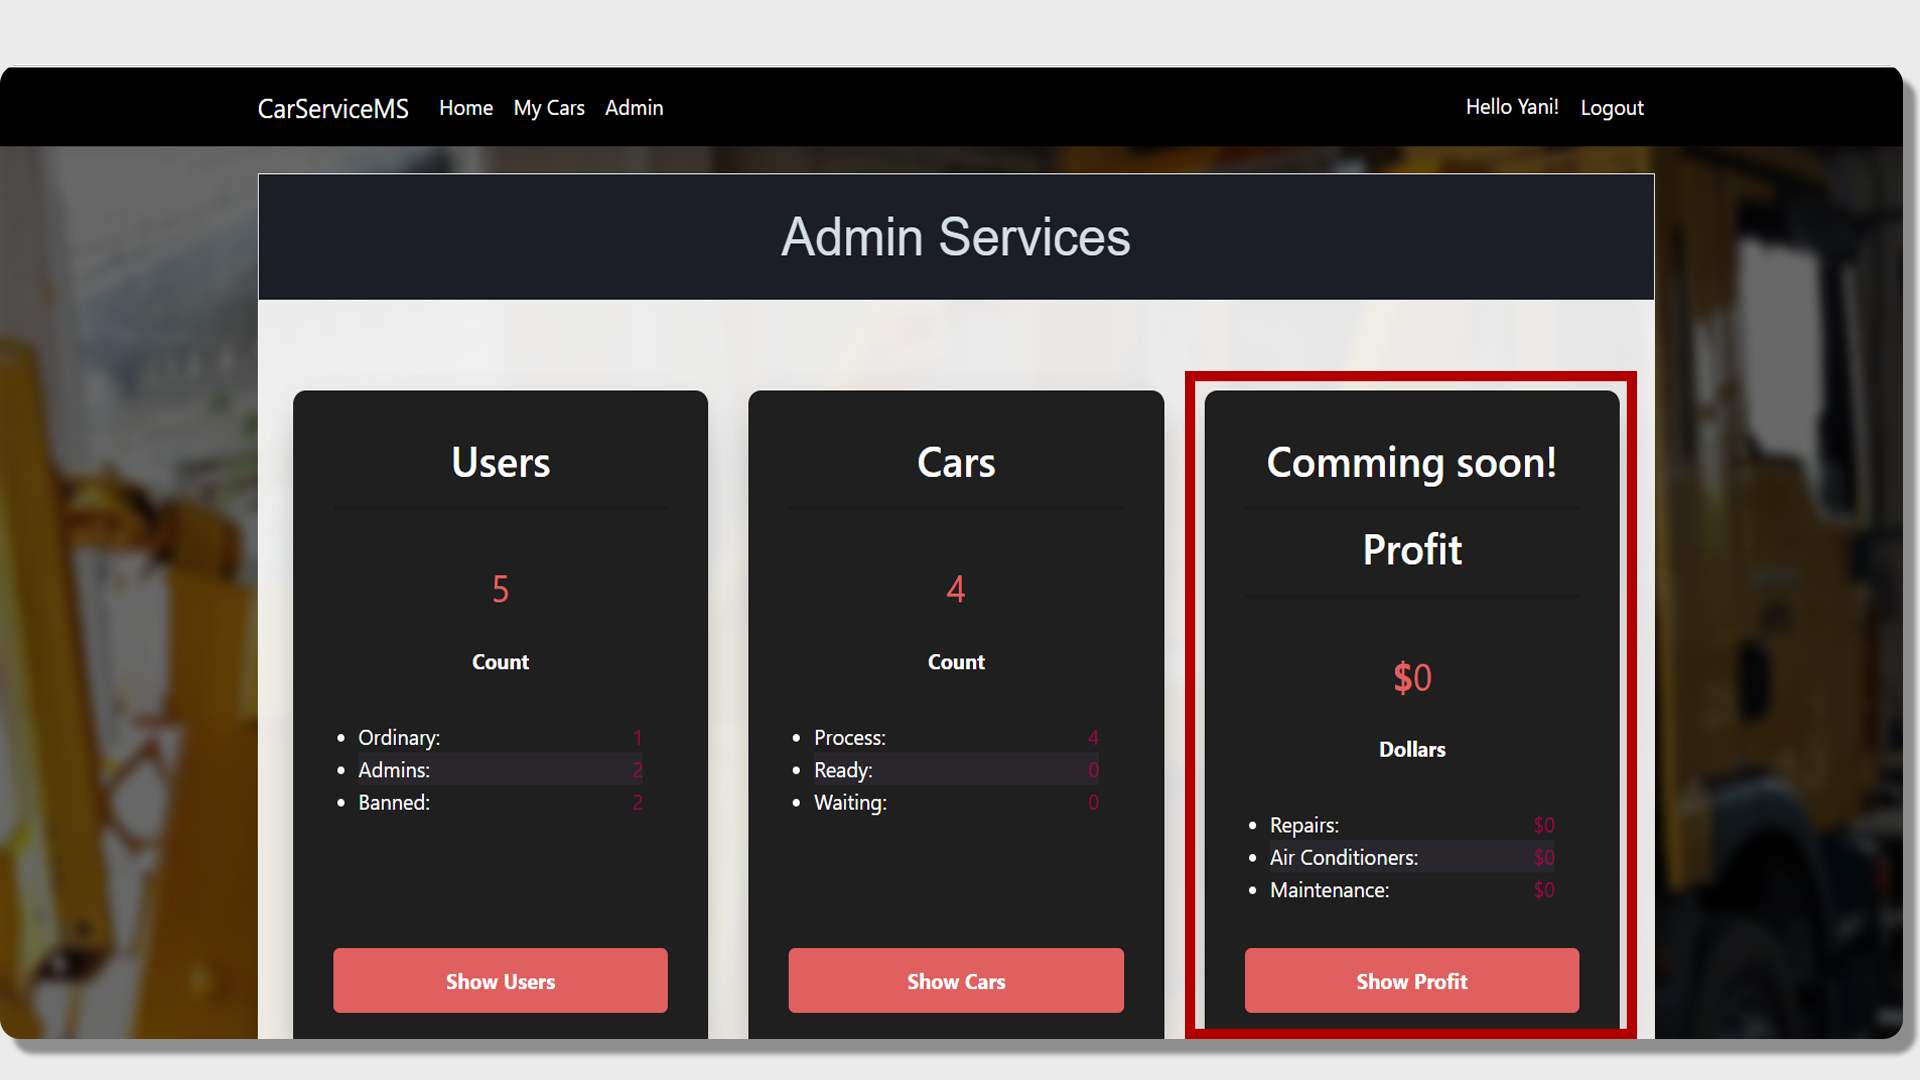 CarServiceMS Home My Cars Admin Hello Yani! Logout
Admin Services
Users
5
Count
Ordinary: 1
Admins: 2
Banned: 2
Show Users
Cars
4
Count
Process: 4
Ready: 0
Waiting: 0
Show Cars
Comming soon!
Profit
$0
Dollars
Repairs: $0
Air Conditioners: $0
Maintenance: $0
Show Profit